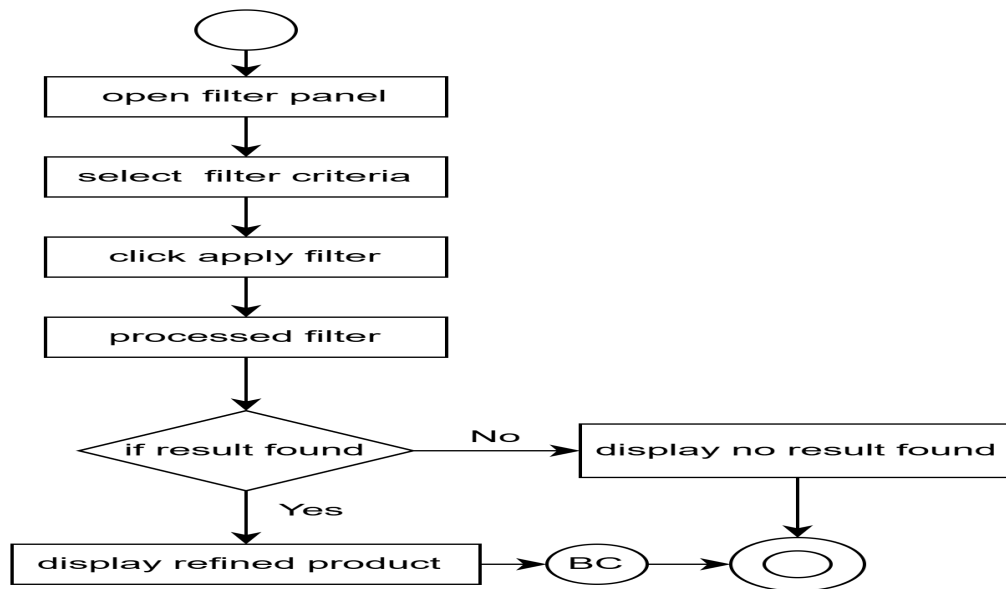 open filter panel
select filter criteria
click apply filter
processed filter
if result found
No
display no result found
Yes
display refined product
BC